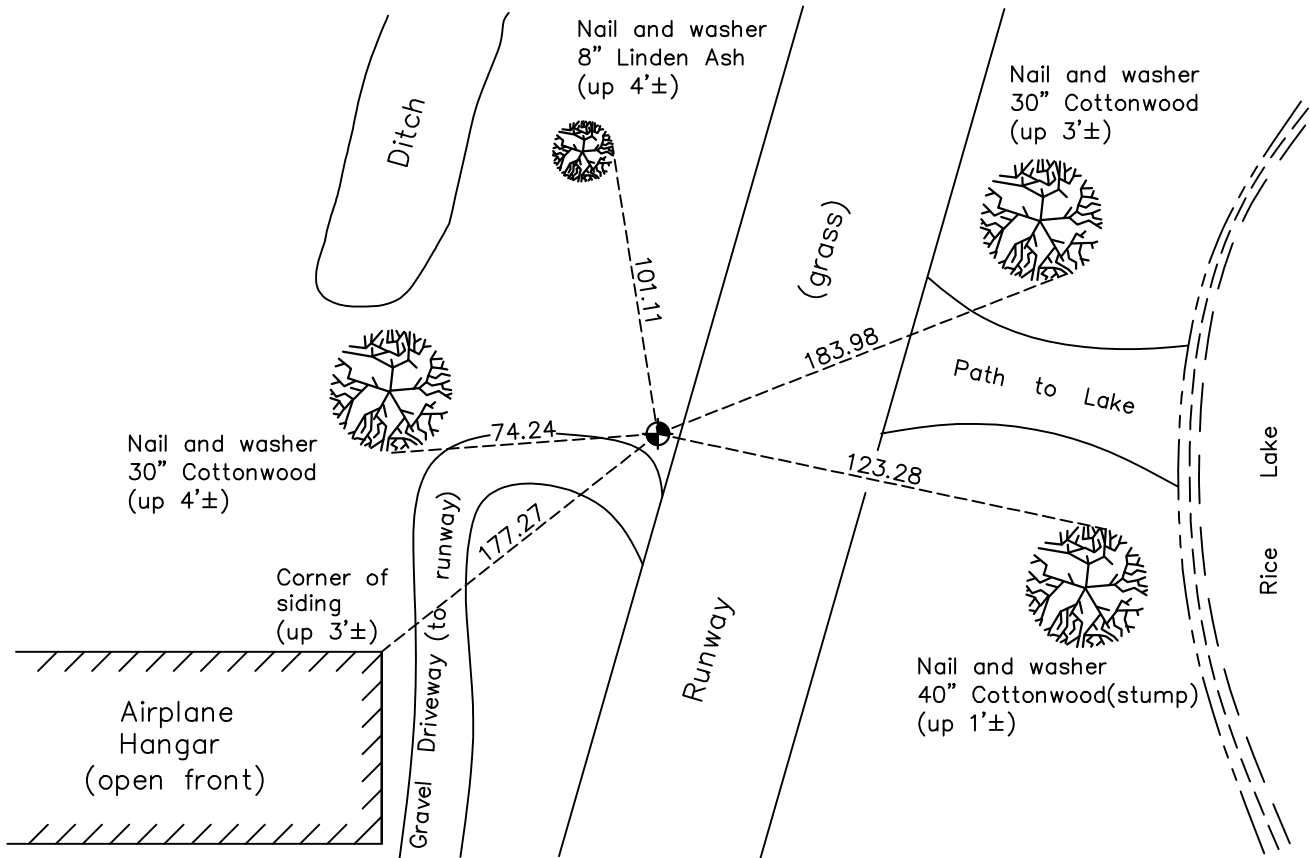 Nail and washer
8” Linden Ash
(up 4’±)
Nail and washer
30” Cottonwood
(up 3’±)
Ditch
(grass)
101.11
183.98
Path to Lake
Nail and washer
30” Cottonwood
(up 4’±)
74.24
123.28
177.27
Rice Lake
Corner of
siding
(up 3’±)
Gravel Driveway (to runway)
Runway
Nail and washer
40” Cottonwood(stump)
(up 1’±)
Airplane
Hangar
(open front)